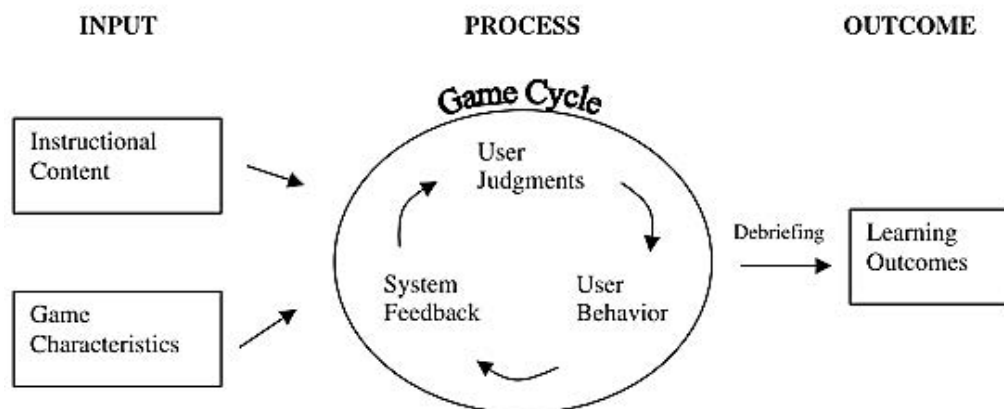 INPUT
PROCESS
OUTCOME
Game Cycle
Instructional
Content
User
Judgments
Debriefing
Learning
Outcomes
System
Feedback
User
Behavior
Game
Characteristics